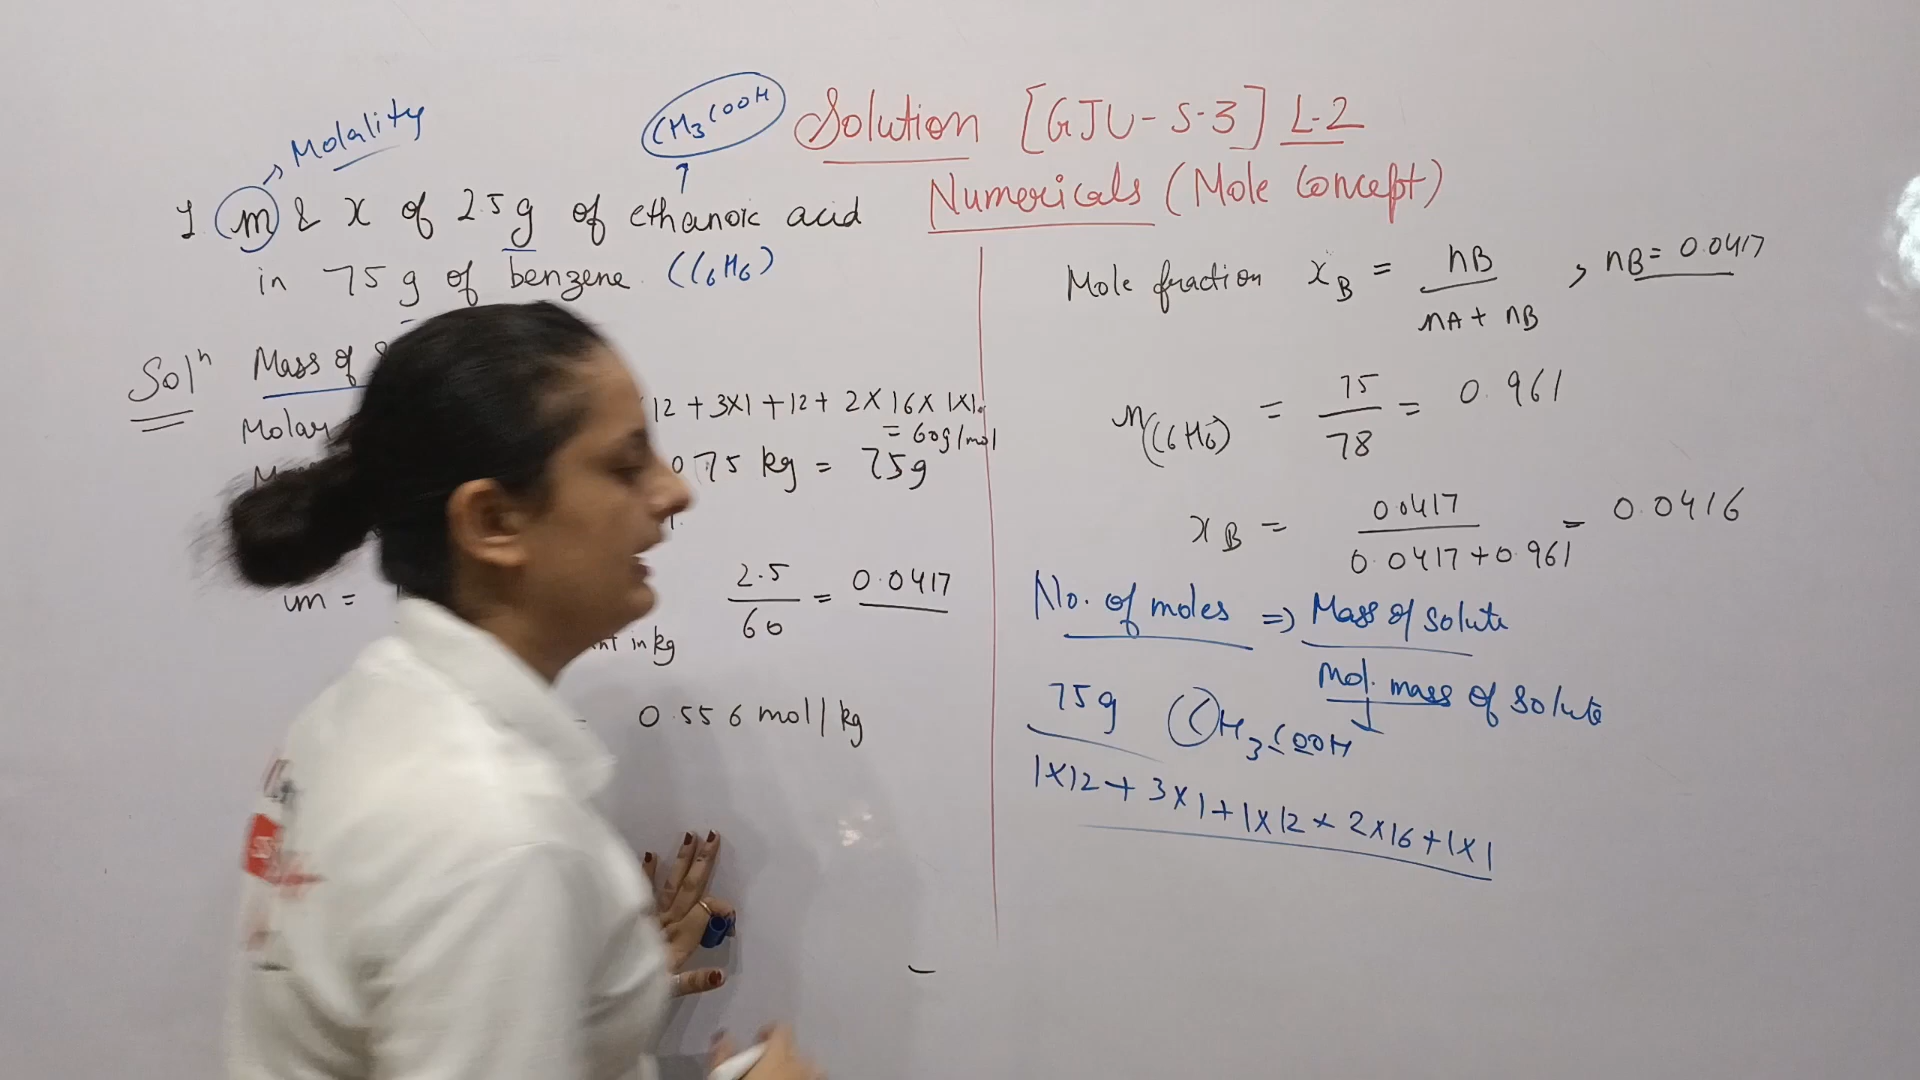 Molality
CH3COOH
Solution [GJU-S-3] L-2
Numericals (Mole Concept)
1 m & x of 2.5 g of ethanoic acid
in 75 g of benzene (C6H6)
Solⁿ Mass of
Molar 12 + 3X1 + 12 + 2 X 16 X 1X1
= 60g/mol
075 kg = 75g
m = 2.5/60 = 0.0417
in kg
0.556 mol/kg
Mole fraction xB = nB/(nA + nB) , nB = 0.0417
n(C6H6) = 75/78 = 0.961
xB = 0.0417/(0.0417 + 0.961) = 0.0416
No. of moles => Mass of solute
Mol. mass of solute
75g CH3COOH
1X12 + 3X1 + 1X12 + 2X16 + 1X1